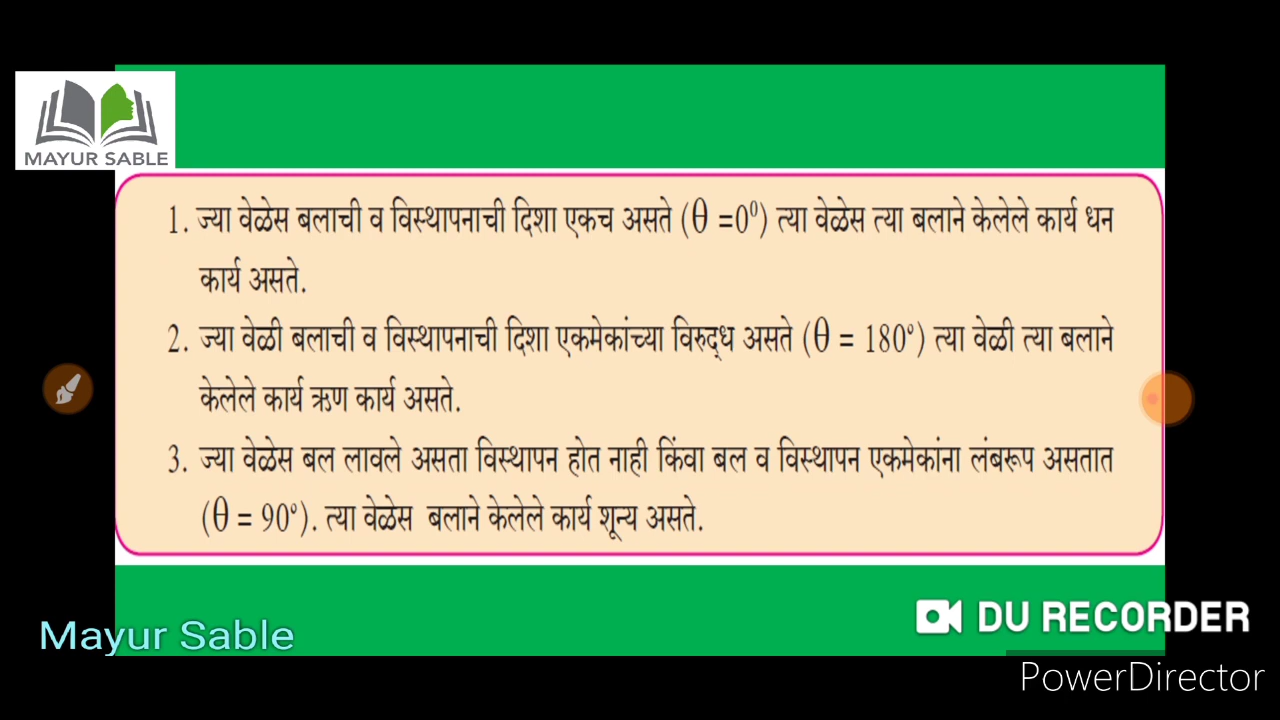 MAYUR SABLE
1. ज्या वेळेस बलाची व विस्थापनाची दिशा एकच असते (θ =0⁰) त्या वेळेस त्या बलाने केलेले कार्य धन
कार्य असते.
2. ज्या वेळी बलाची व विस्थापनाची दिशा एकमेकांच्या विरुद्ध असते (θ = 180°) त्या वेळी त्या बलाने
केलेले कार्य ऋण कार्य असते.
3. ज्या वेळेस बल लावले असता विस्थापन होत नाही किंवा बल व विस्थापन एकमेकांना लंबरूप असतात
(θ = 90°). त्या वेळेस बलाने केलेले कार्य शून्य असते.
DU RECORDER
Mayur Sable
PowerDirector